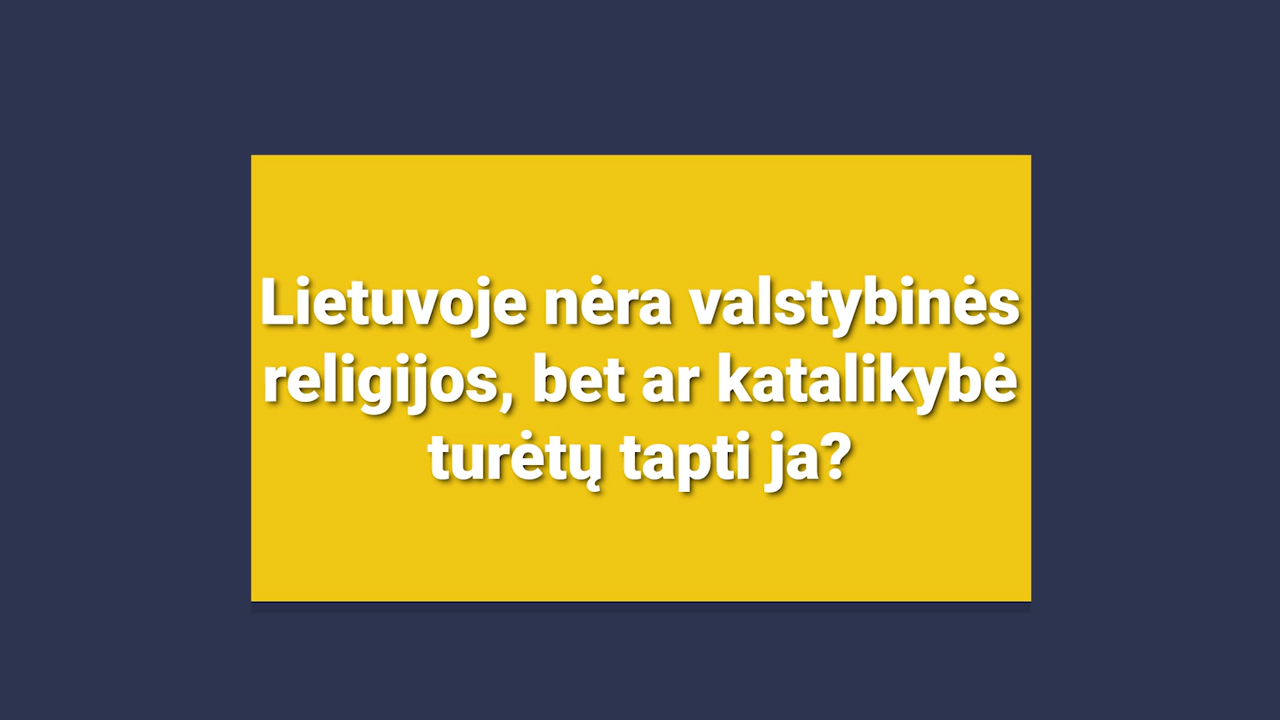 Lietuvoje nėra valstybinės
religijos, bet ar katalikybė
turėtų tapti ja?